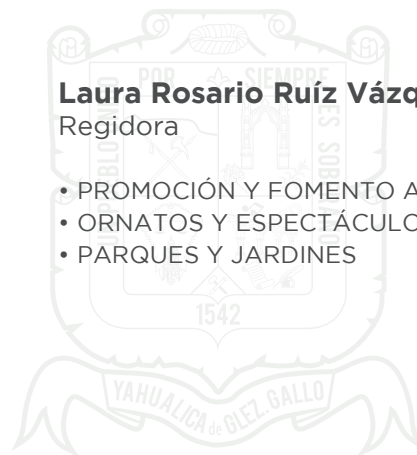 Laura Rosario Ruíz Vázq
Regidora
• PROMOCIÓN Y FOMENTO A
• ORNATOS Y ESPECTÁCULO
• PARQUES Y JARDINES
POR SIEMPRE
1542
YAHUALICA de GLEZ. GALLO